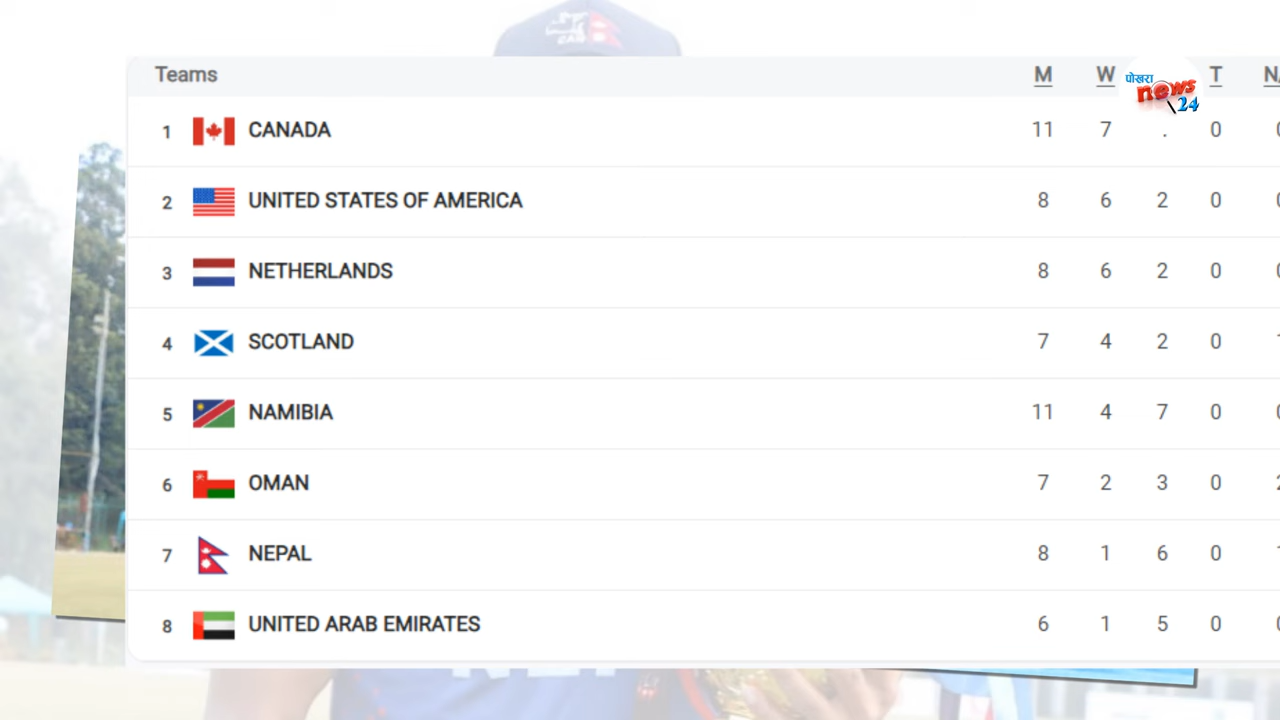 CAN
Teams M W T
पोखरा
news
24
1 CANADA 11 7 . 0
2 UNITED STATES OF AMERICA 8 6 2 0
3 NETHERLANDS 8 6 2 0
4 SCOTLAND 7 4 2 0
5 NAMIBIA 11 4 7 0
6 OMAN 7 2 3 0
7 NEPAL 8 1 6 0
8 UNITED ARAB EMIRATES 6 1 5 0